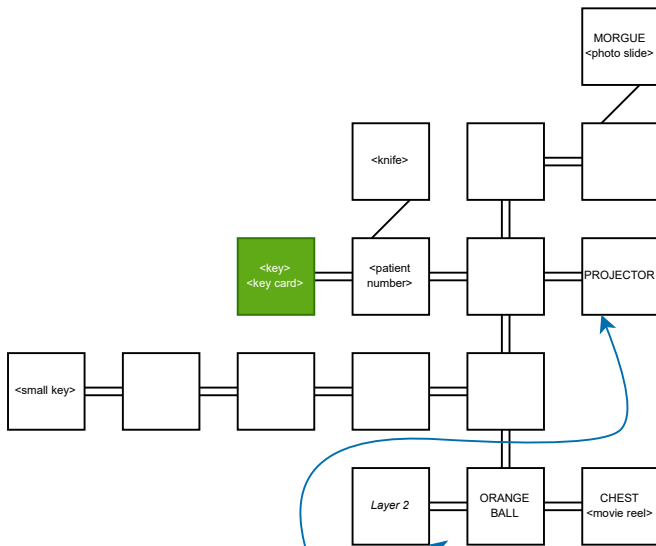 MORGUE
<photo slide>
<knife>
<key>
<key card>
<patient
number>
PROJECTOR
<small key>
Layer 2
ORANGE
BALL
CHEST
<movie reel>